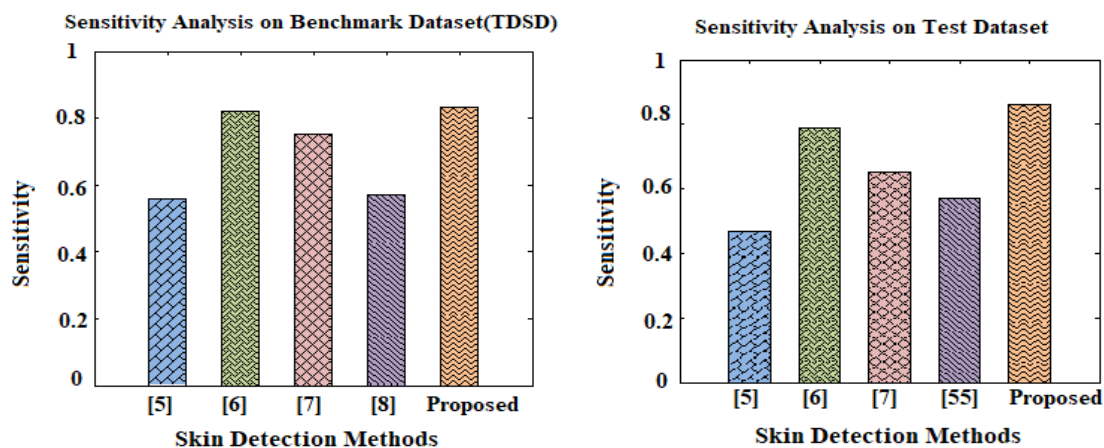 Sensitivity Analysis on Benchmark Dataset(TDSD)
1
0.8
0.6
0.4
0.2
0
Sensitivity
[5] [6] [7] [8] Proposed
Skin Detection Methods
Sensitivity Analysis on Test Dataset
1
0.8
0.6
0.4
0.2
0
Sensitivity
[5] [6] [7] [55] Proposed
Skin Detection Methods